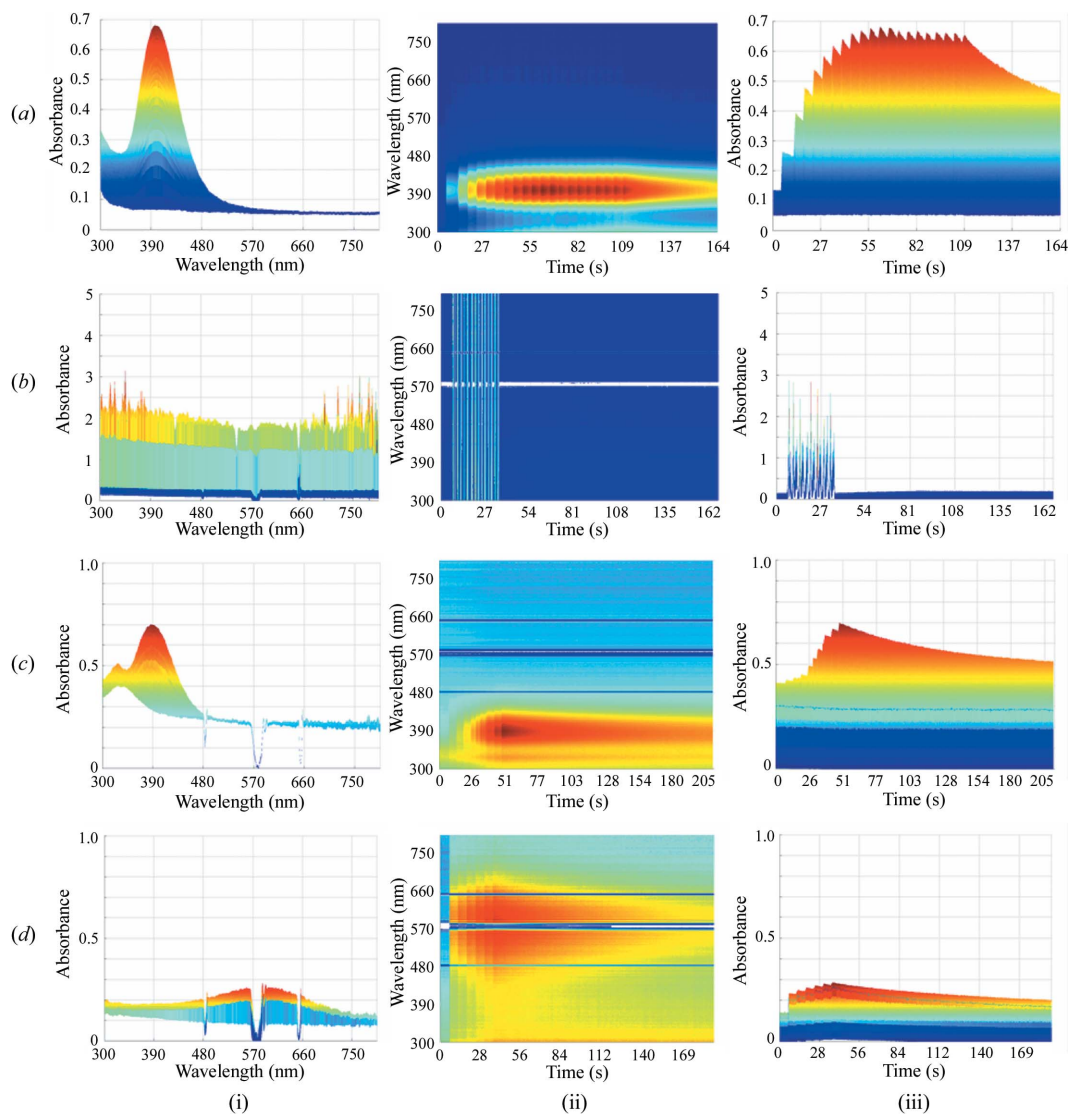 0.7
0.6
0.5
0.4
0.3
0.2
0.1
0
Absorbance
300 390 480 570 660 750
Wavelength (nm)
(a)
750
660
570
480
390
300
Wavelength (nm)
0 27 55 82 109 137 164
Time (s)
0.7
0.6
0.5
0.4
0.3
0.2
0.1
0
Absorbance
0 27 55 82 109 137 164
Time (s)
(b)
5
4
3
2
1
0
Absorbance
300 390 480 570 660 750
Wavelength (nm)
750
660
570
480
390
300
Wavelength (nm)
0 27 54 81 108 135 162
Time (s)
5
4
3
2
1
0
Absorbance
0 27 54 81 108 135 162
Time (s)
(c)
1.0
0.5
0
Absorbance
300 390 480 570 660 750
Wavelength (nm)
750
660
570
480
390
300
Wavelength (nm)
0 26 51 77 103 128 154 180 205
Time (s)
1.0
0.5
0
Absorbance
0 26 51 77 103 128 154 180 205
Time (s)
(d)
1.0
0.5
0
Absorbance
300 390 480 570 660 750
Wavelength (nm)
750
660
570
480
390
300
Wavelength (nm)
0 28 56 84 112 140 169
Time (s)
1.0
0.5
0
Absorbance
0 28 56 84 112 140 169
Time (s)
(i) (ii) (iii)